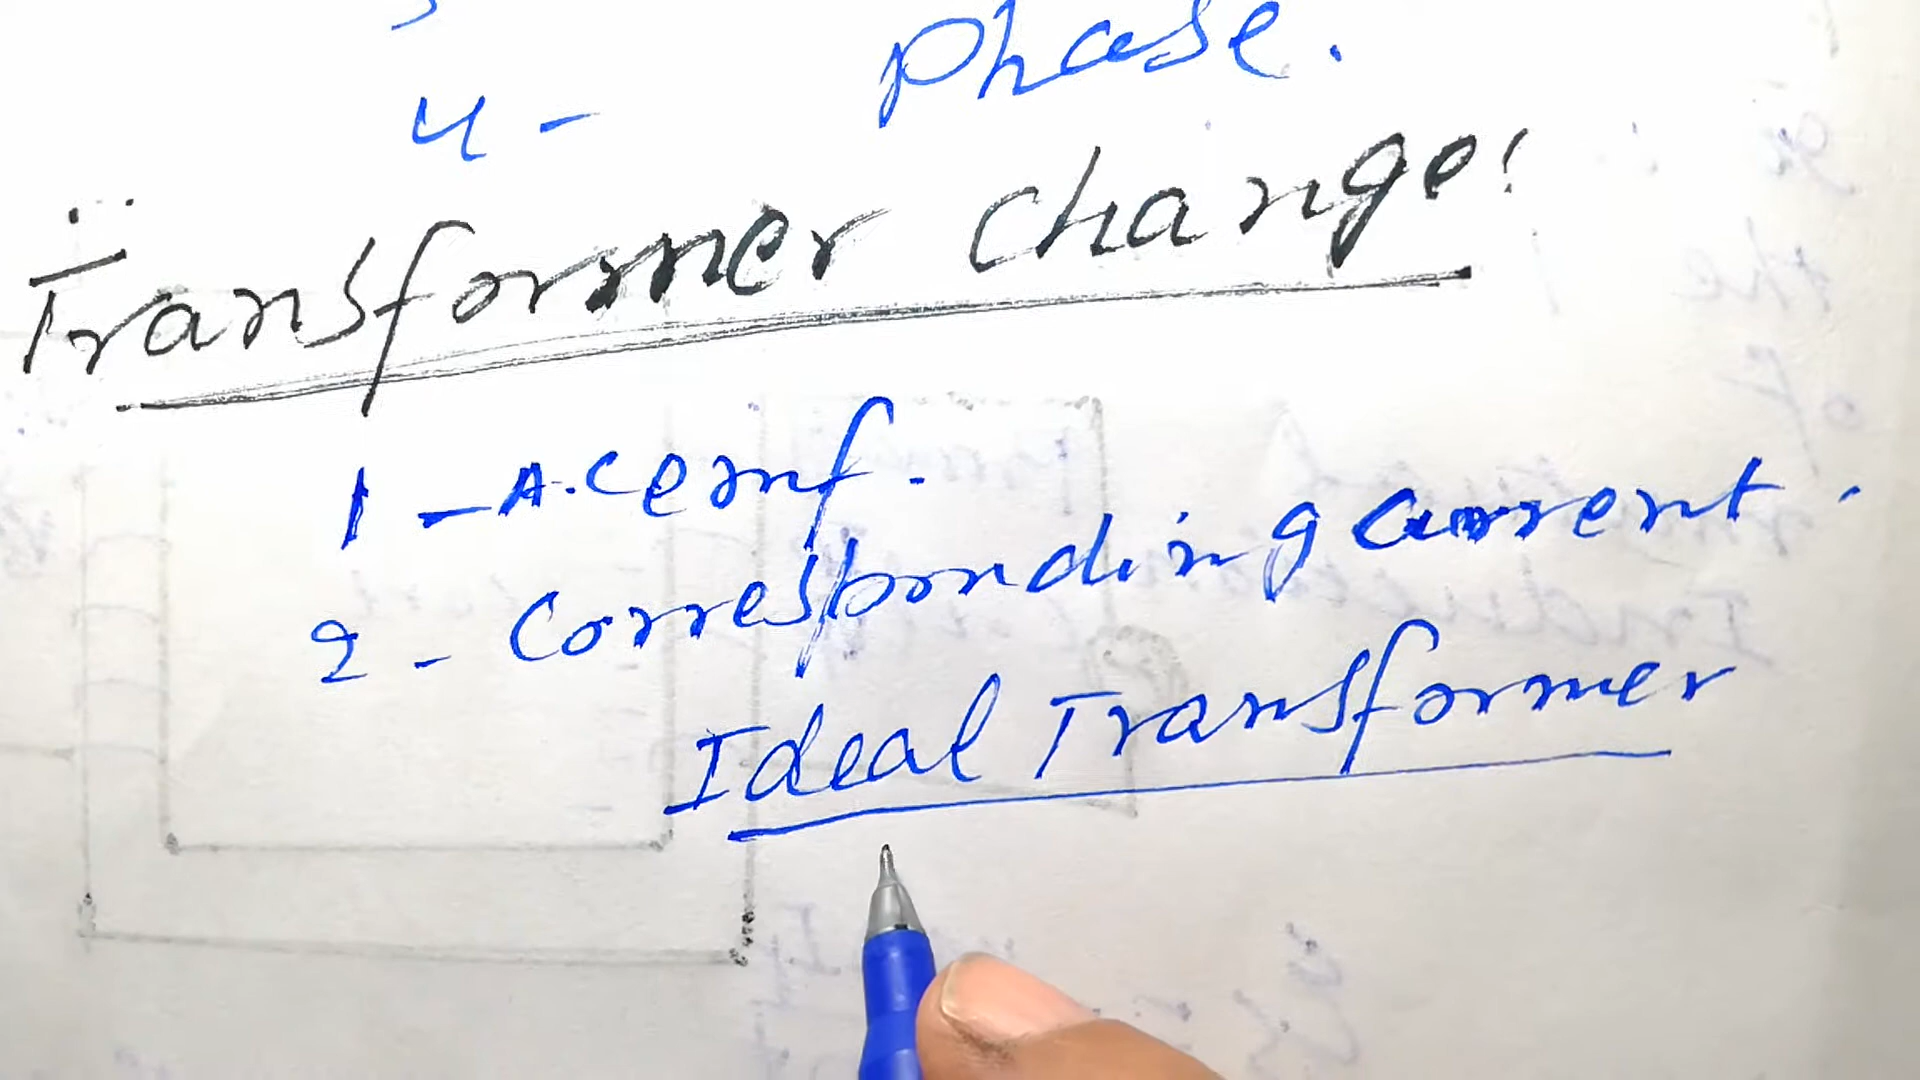 4- Phase.
Transformer change:
1-A.C emf.
2- Corresponding current.
Ideal Transformer